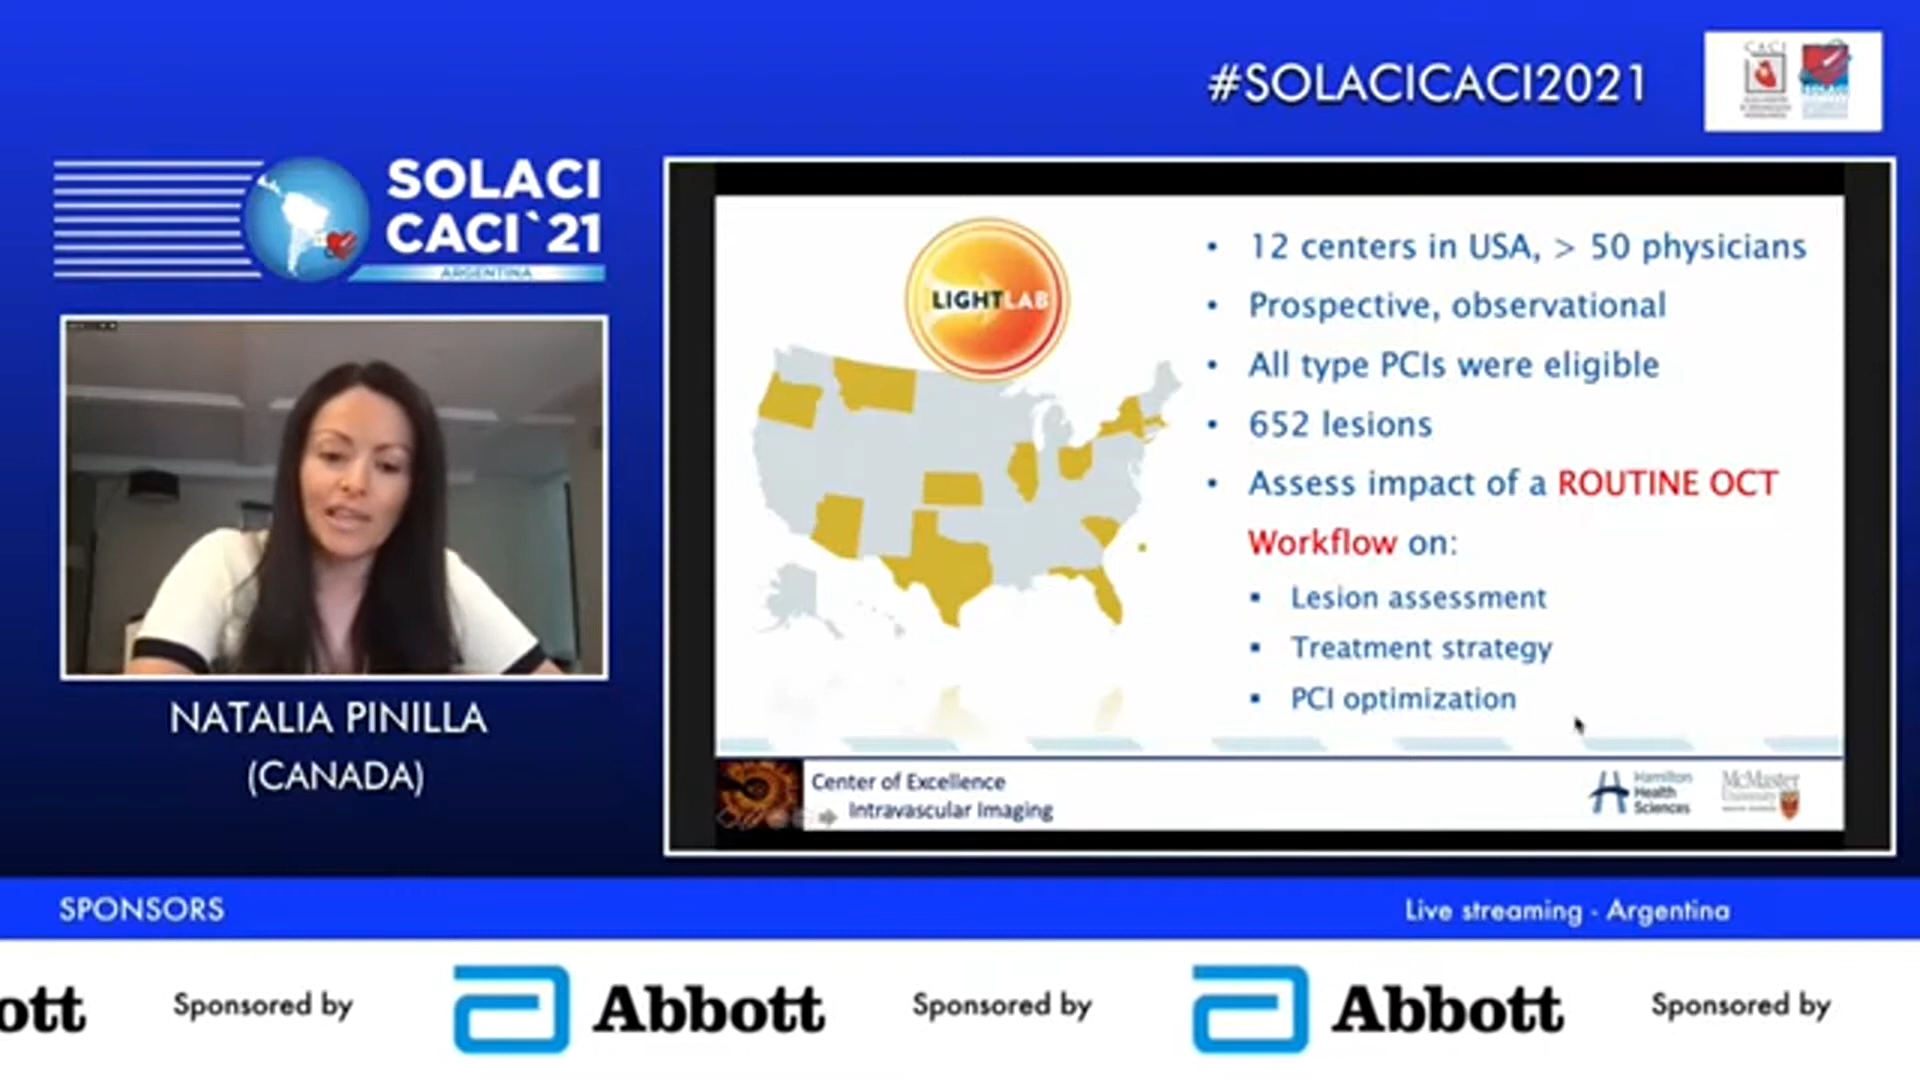 #SOLACICACI2021
CACI
SOLACI
CACI`21
ARGENTINA
NATALIA PINILLA
(CANADA)
LIGHTLAB
• 12 centers in USA, > 50 physicians
• Prospective, observational
• All type PCIs were eligible
• 652 lesions
• Assess impact of a ROUTINE OCT
Workflow on:
▪ Lesion assessment
▪ Treatment strategy
▪ PCI optimization
Center of Excellence
Intravascular Imaging
Hamilton
Health
Sciences
McMaster
University
SPONSORS
Live streaming - Argentina
ott Sponsored by Abbott Sponsored by Abbott Sponsored by